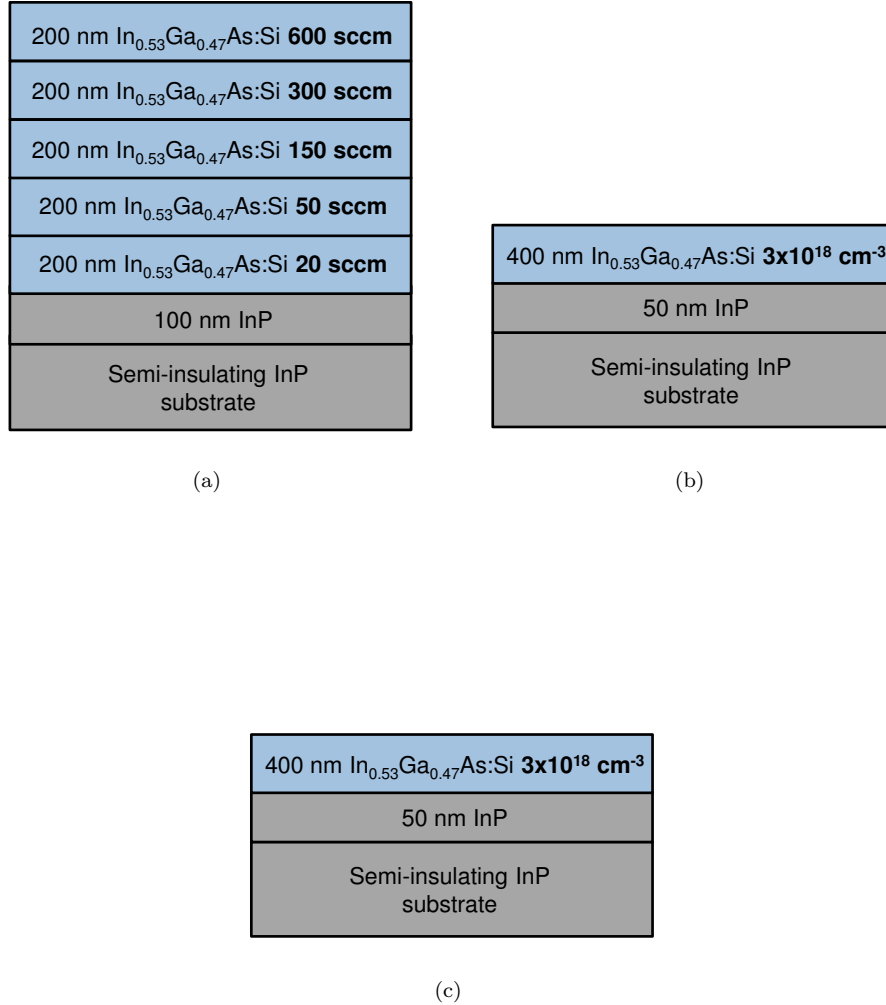 200 nm In₀.₅₃Ga₀.₄₇As:Si 600 sccm
200 nm In₀.₅₃Ga₀.₄₇As:Si 300 sccm
200 nm In₀.₅₃Ga₀.₄₇As:Si 150 sccm
200 nm In₀.₅₃Ga₀.₄₇As:Si 50 sccm
200 nm In₀.₅₃Ga₀.₄₇As:Si 20 sccm
100 nm InP
Semi-insulating InP
substrate
(a)
400 nm In₀.₅₃Ga₀.₄₇As:Si 3x10¹⁸ cm⁻³
50 nm InP
Semi-insulating InP
substrate
(b)
400 nm In₀.₅₃Ga₀.₄₇As:Si 3x10¹⁸ cm⁻³
50 nm InP
Semi-insulating InP
substrate
(c)